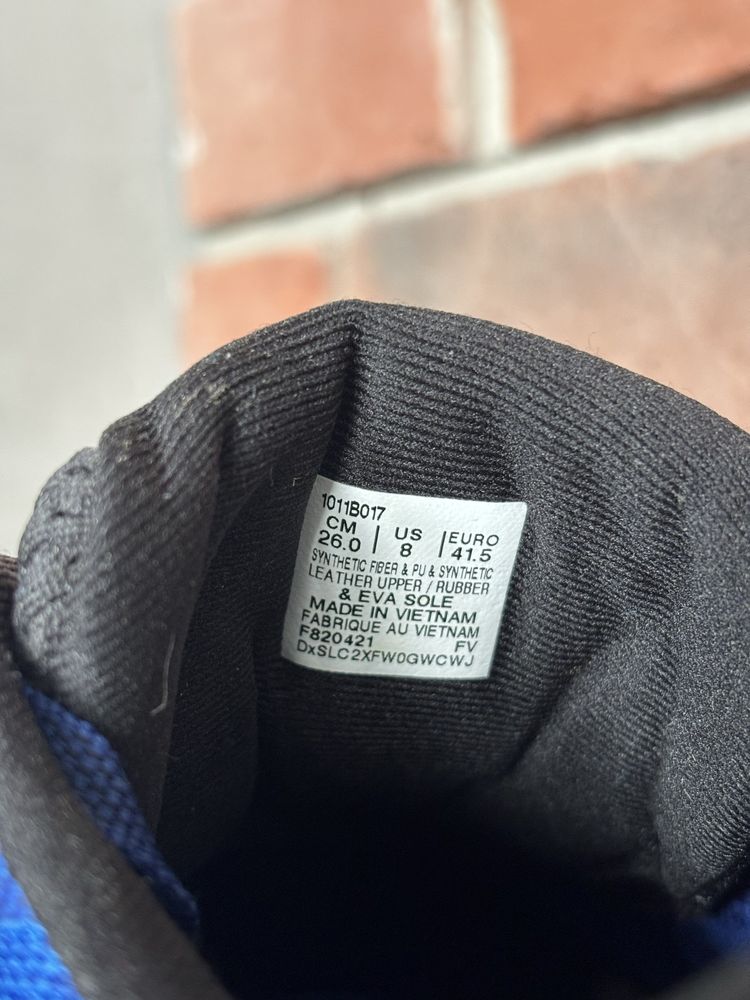 1011B017
CM | US | EURO
26.0 | 8 | 41.5
SYNTHETIC FIBER & PU & SYNTHETIC
LEATHER UPPER / RUBBER
& EVA SOLE
MADE IN VIETNAM
FABRIQUE AU VIETNAM
F820421 FV
DxSLC2XFW0GWCWJ